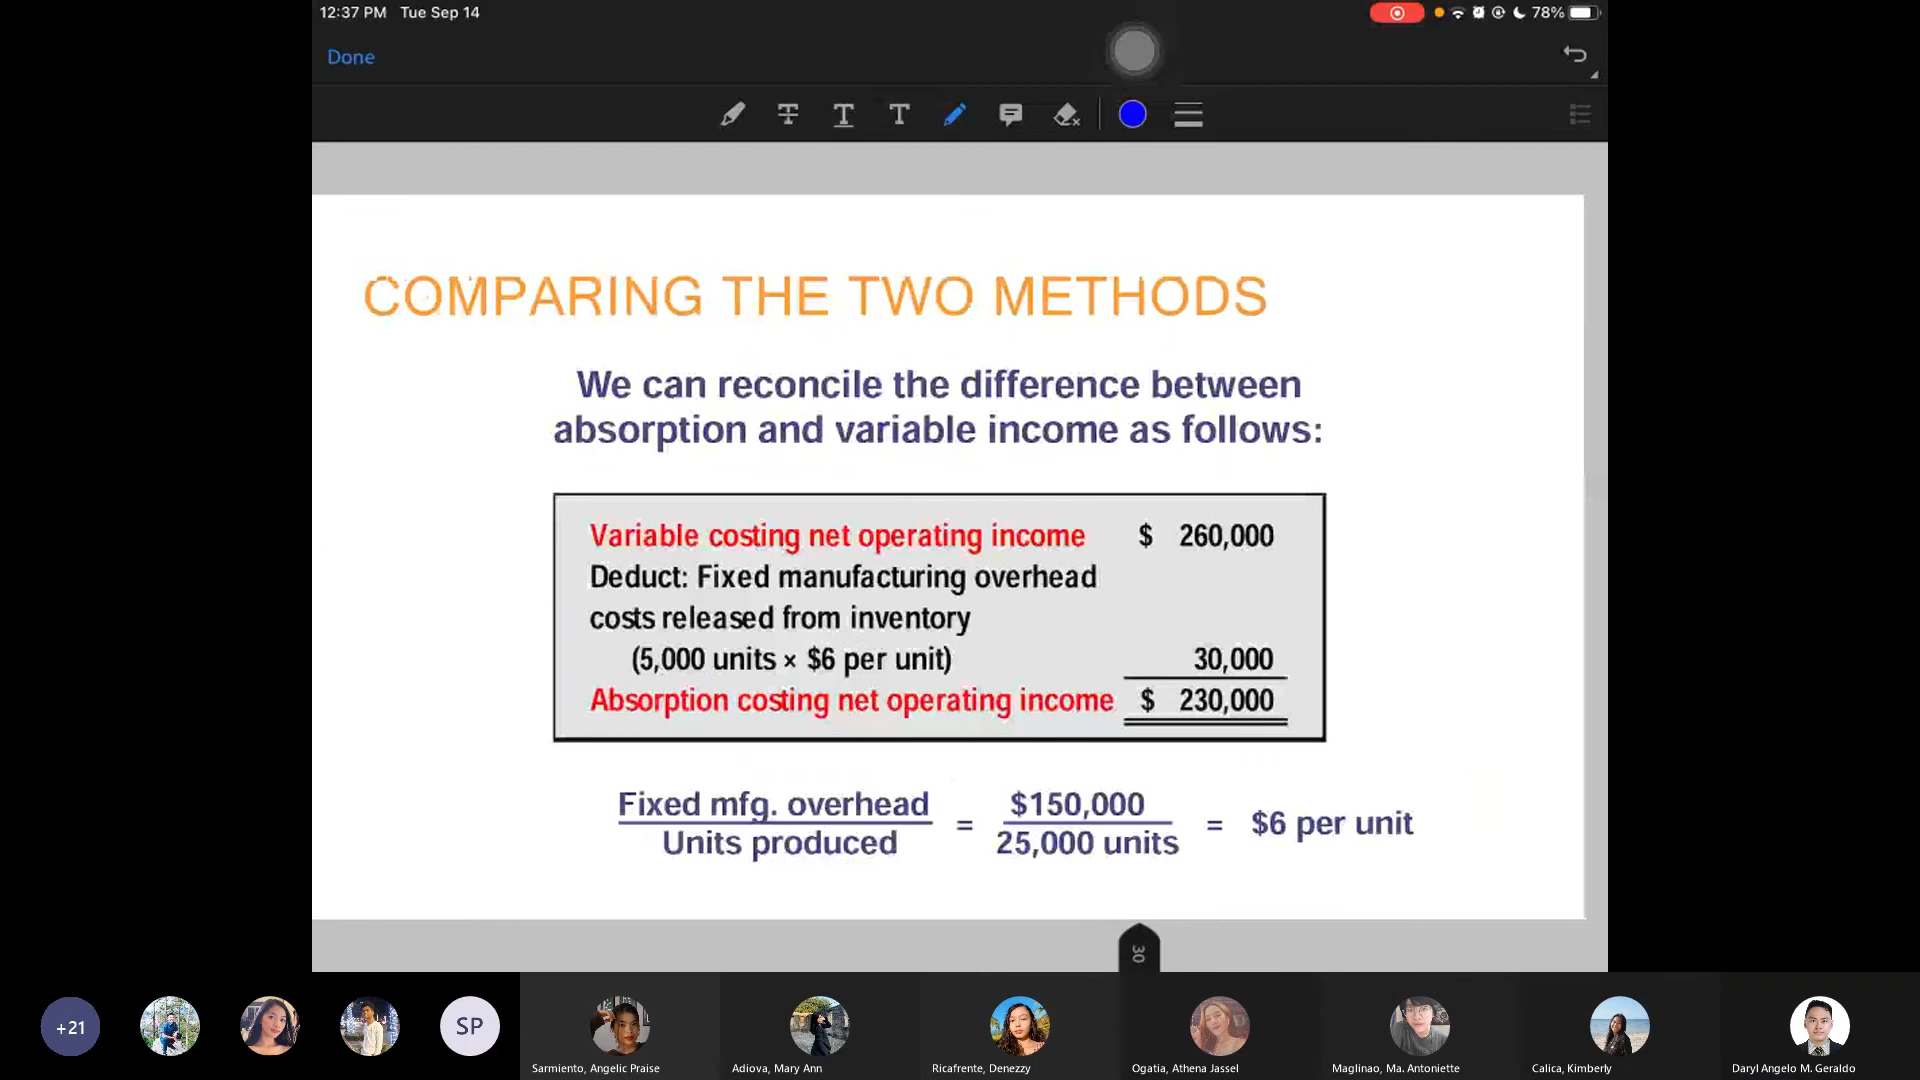 12:37 PM Tue Sep 14
78%
Done
COMPARING THE TWO METHODS
We can reconcile the difference between
absorption and variable income as follows:
Variable costing net operating income $ 260,000
Deduct: Fixed manufacturing overhead
costs released from inventory
(5,000 units × $6 per unit) 30,000
Absorption costing net operating income $ 230,000
Fixed mfg. overhead
Units produced
=
$150,000
25,000 units
= $6 per unit
30
+21
SP
Sarmiento, Angelic Praise
Adiova, Mary Ann
Ricafrente, Denezzy
Ogatia, Athena Jassel
Maglinao, Ma. Antoniette
Calica, Kimberly
Daryl Angelo M. Geraldo